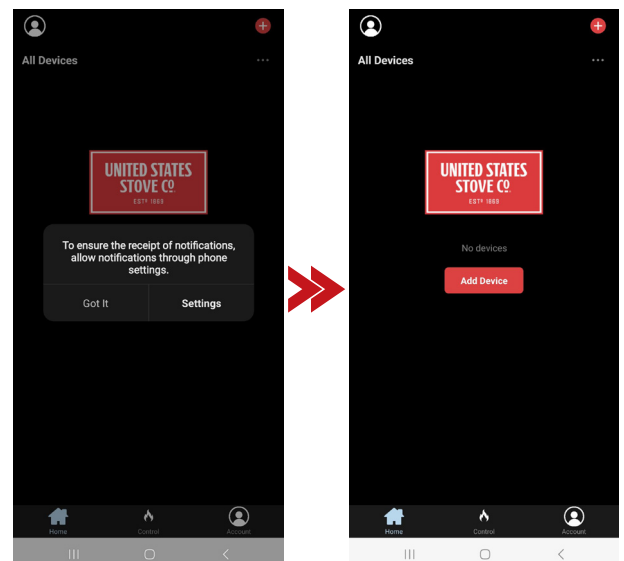 All Devices
UNITED STATES
STOVE CO.
ESTD 1869
To ensure the receipt of notifications,
allow notifications through phone
settings.
Got It
Settings
Home
Control
Account
All Devices
UNITED STATES
STOVE CO.
ESTD 1869
No devices
Add Device
Home
Control
Account